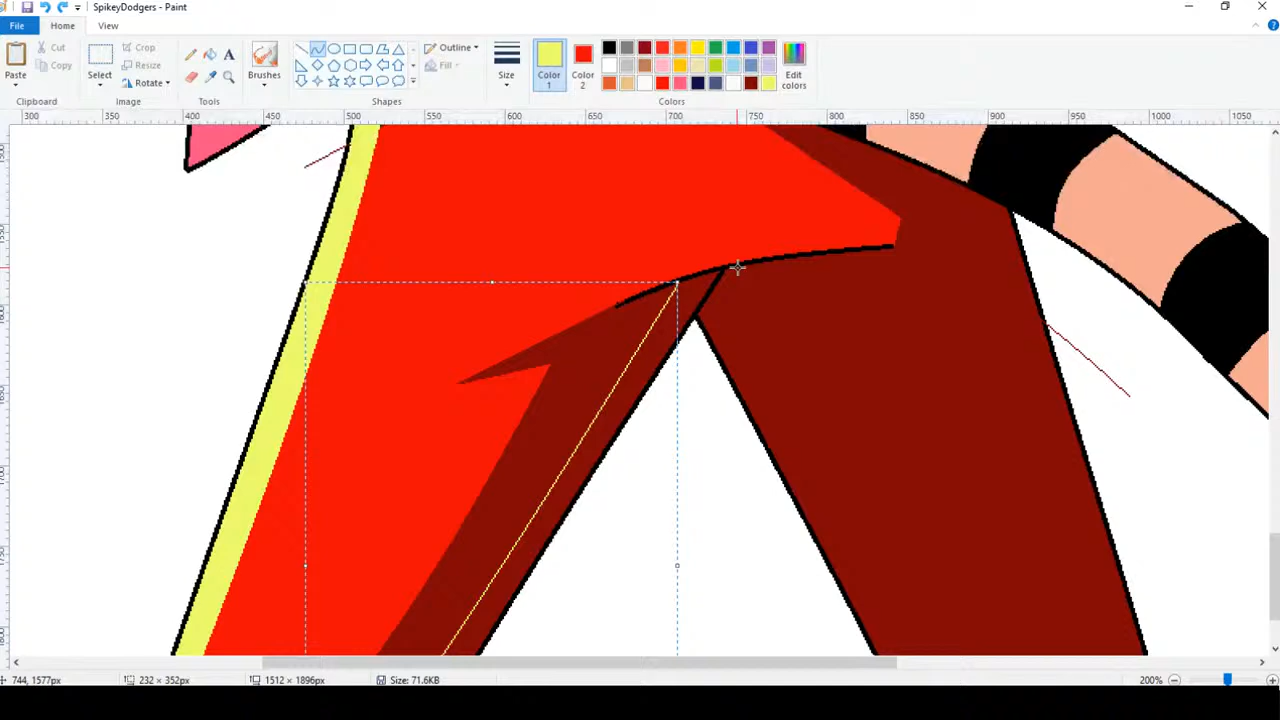 SpikeyDodgers - Paint
File Home View
Paste Cut Copy Clipboard
Select Crop Resize Rotate Image
A Tools
Brushes
Outline Fill Shapes
Size
Color 1 Color 2 Edit colors Colors
300 400 450 500 550 600 650 700 750 800 850 900 950 1000 1050
744, 1577px 232 × 352px 1512 × 1896px Size: 71.6KB 200%